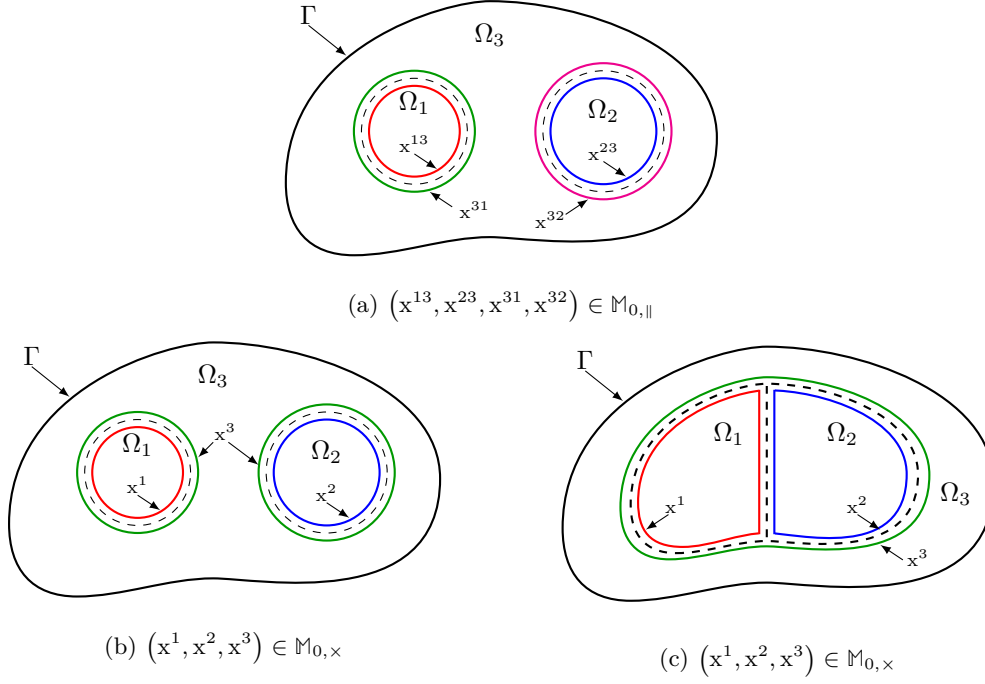 Γ
Ω₃
Ω₁
Ω₂
x¹³
x²³
x³¹
x³²
(a) (x¹³, x²³, x³¹, x³²) ∈ 𝕄₀,∥
Γ
Ω₃
x³
Ω₁
Ω₂
x¹
x²
(b) (x¹, x², x³) ∈ 𝕄₀,×
Γ
Ω₁
Ω₂
Ω₃
x¹
x²
x³
(c) (x¹, x², x³) ∈ 𝕄₀,×